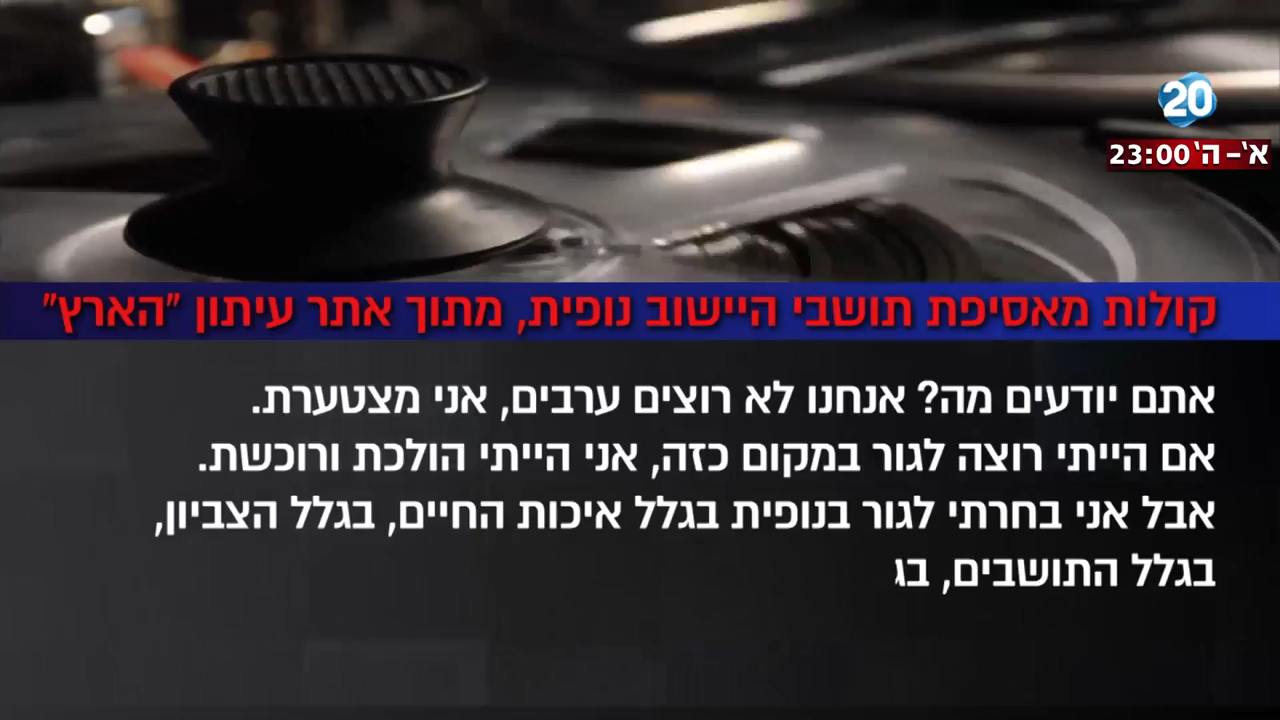 20
א'-ה' 23:00
קולות מאסיפת תושבי היישוב נופית, מתוך אתר עיתון "הארץ"
אתם יודעים מה? אנחנו לא רוצים ערבים, אני מצטערת.
אם הייתי רוצה לגור במקום כזה, אני הייתי הולכת ורוכשת.
אבל אני בחרתי לגור בנופית בגלל איכות החיים, בגלל הצביון,
בגלל התושבים, בג